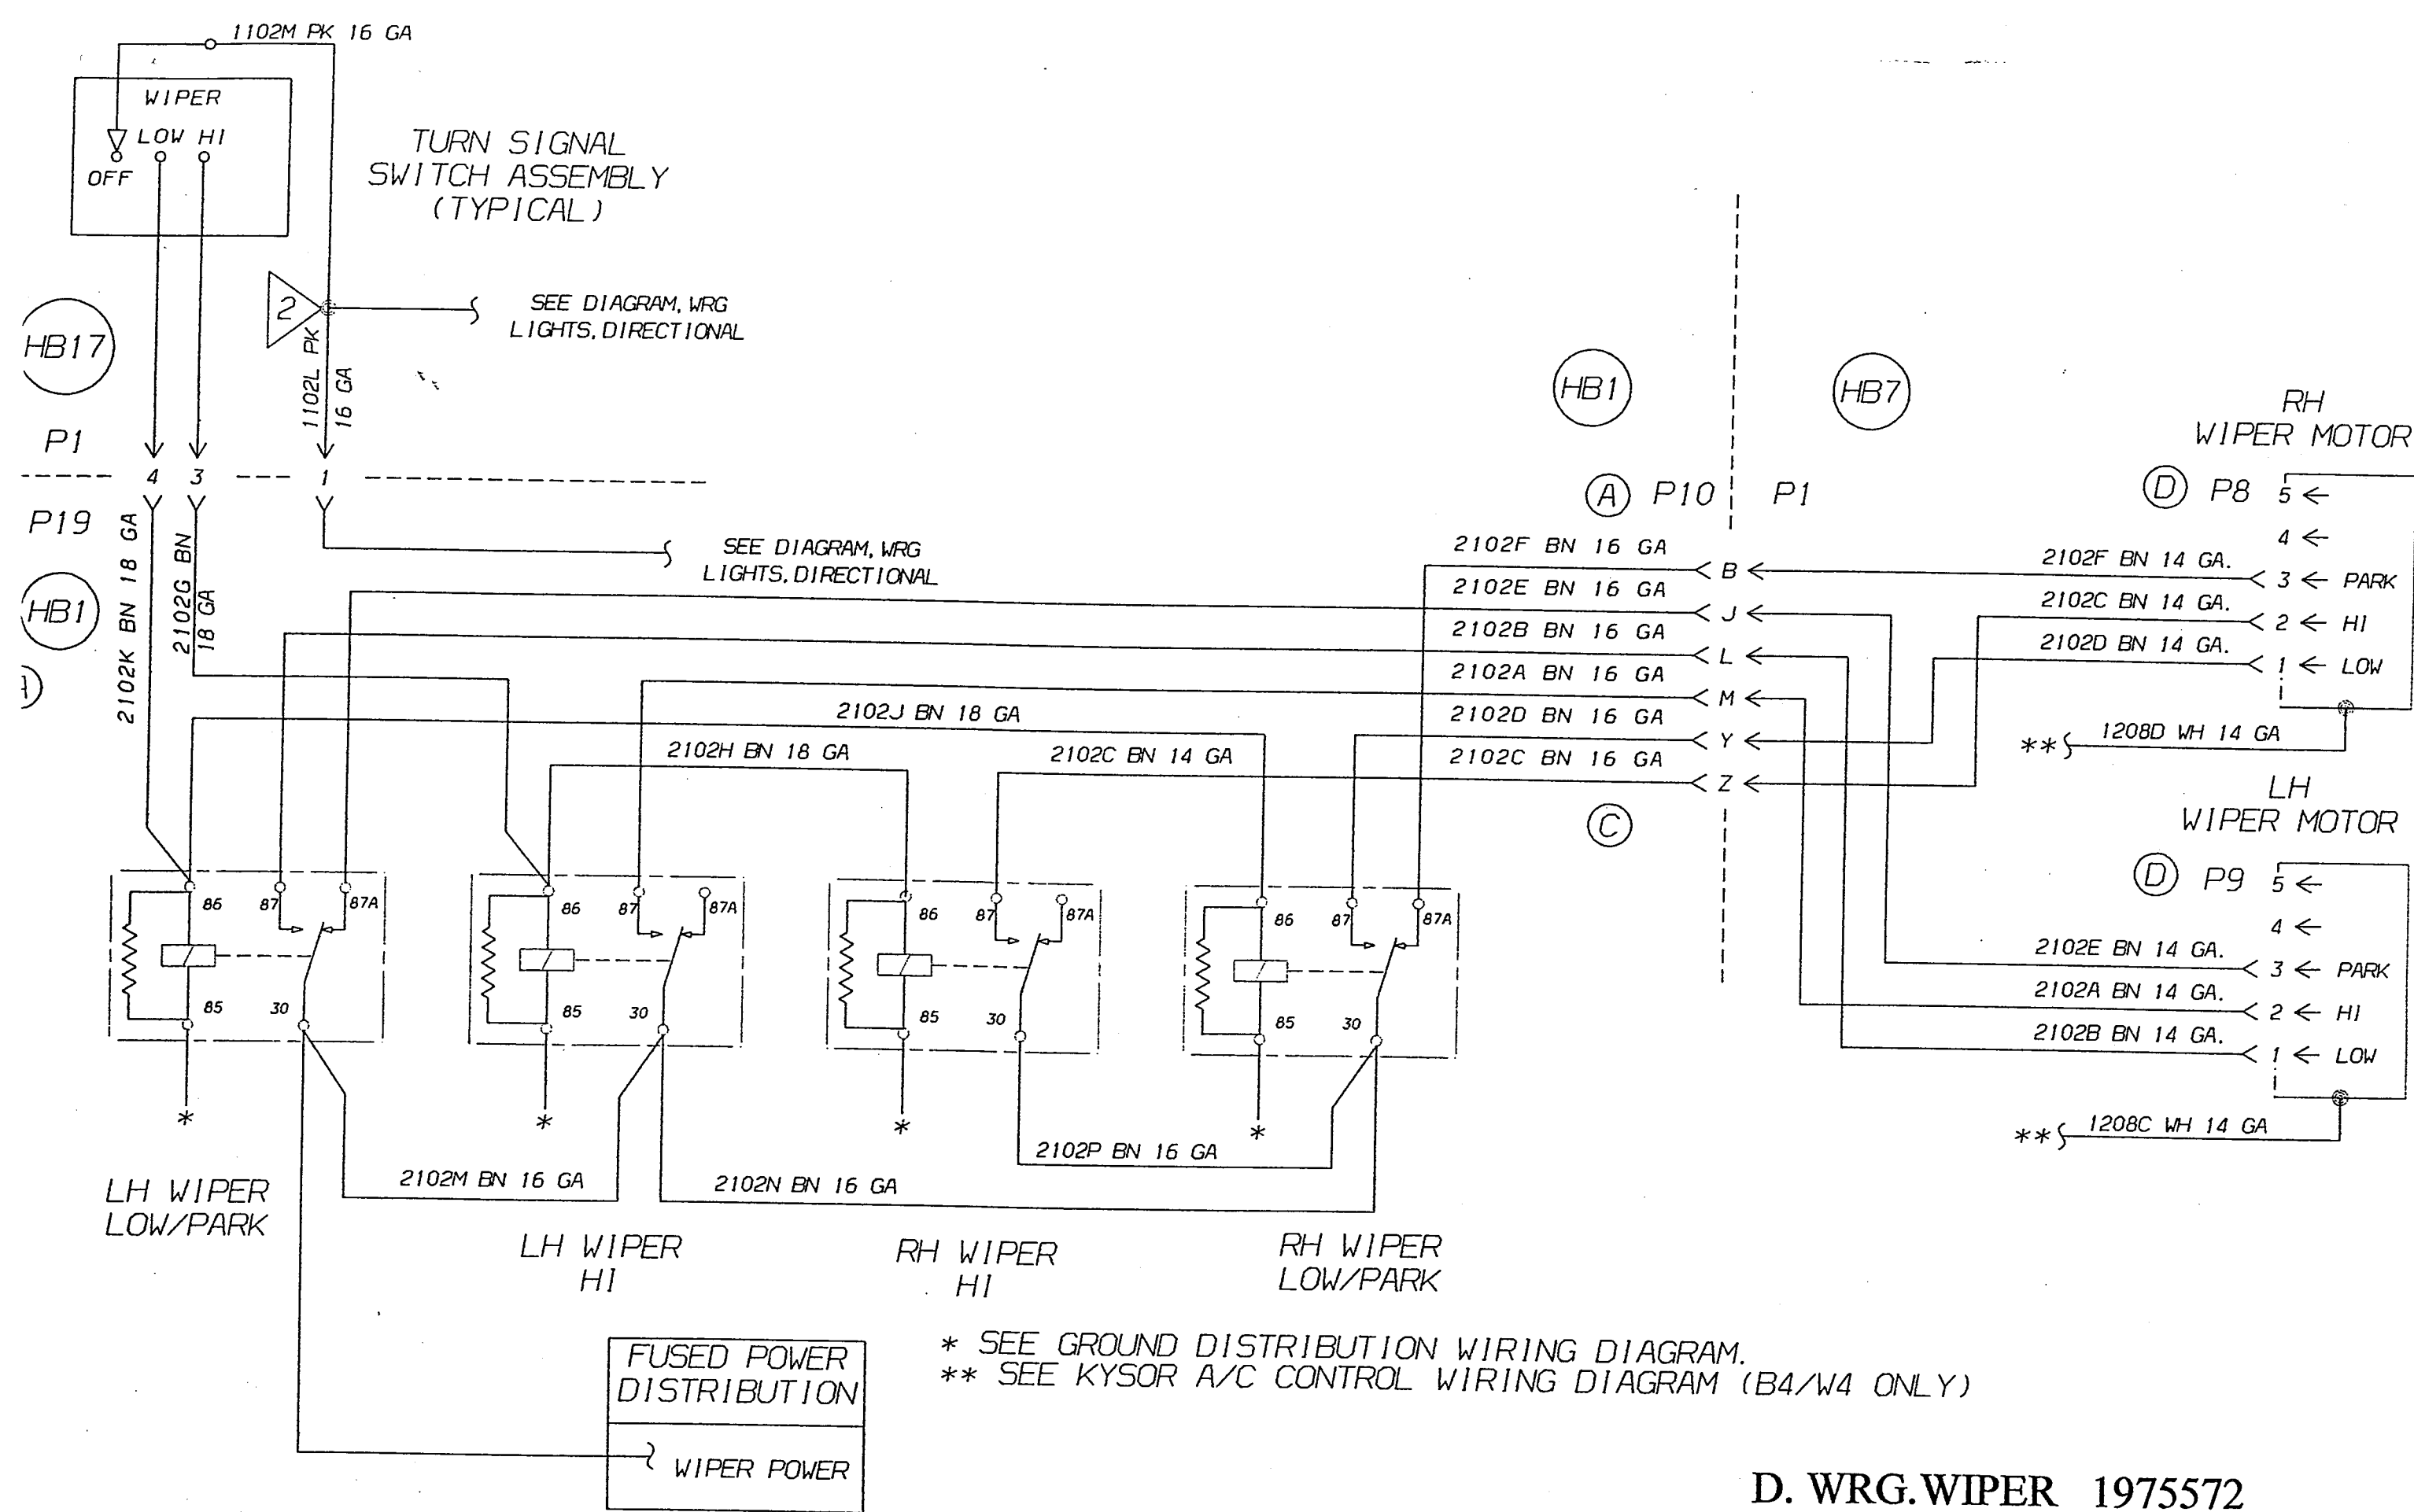 1102M PK 16 GA
WIPER
LOW HI
OFF
TURN SIGNAL
SWITCH ASSEMBLY
(TYPICAL)
2
SEE DIAGRAM, WRG
LIGHTS, DIRECTIONAL
1102L PK
16 GA
HB17
P1
4 3 1
P19
HB1
2102K BN 18 GA
2102G BN
18 GA
SEE DIAGRAM, WRG
LIGHTS, DIRECTIONAL
HB1
HB7
A P10 P1
2102F BN 16 GA
B
2102E BN 16 GA
J
2102B BN 16 GA
L
2102A BN 16 GA
M
2102D BN 16 GA
Y
2102C BN 16 GA
Z
C
RH
WIPER MOTOR
D P8 5
4
2102F BN 14 GA.
3 PARK
2102C BN 14 GA.
2 HI
2102D BN 14 GA.
1 LOW
** 1208D WH 14 GA
LH
WIPER MOTOR
D P9 5
4
2102E BN 14 GA.
3 PARK
2102A BN 14 GA.
2 HI
2102B BN 14 GA.
1 LOW
** 1208C WH 14 GA
2102J BN 18 GA
2102H BN 18 GA
2102C BN 14 GA
86 87 87A
85 30
*
86 87 87A
85 30
*
86 87 87A
85 30
*
86 87 87A
85 30
*
2102M BN 16 GA
2102N BN 16 GA
2102P BN 16 GA
LH WIPER
LOW/PARK
LH WIPER
HI
RH WIPER
HI
RH WIPER
LOW/PARK
FUSED POWER
DISTRIBUTION
WIPER POWER
* SEE GROUND DISTRIBUTION WIRING DIAGRAM.
** SEE KYSOR A/C CONTROL WIRING DIAGRAM (B4/W4 ONLY)
D. WRG.WIPER 1975572